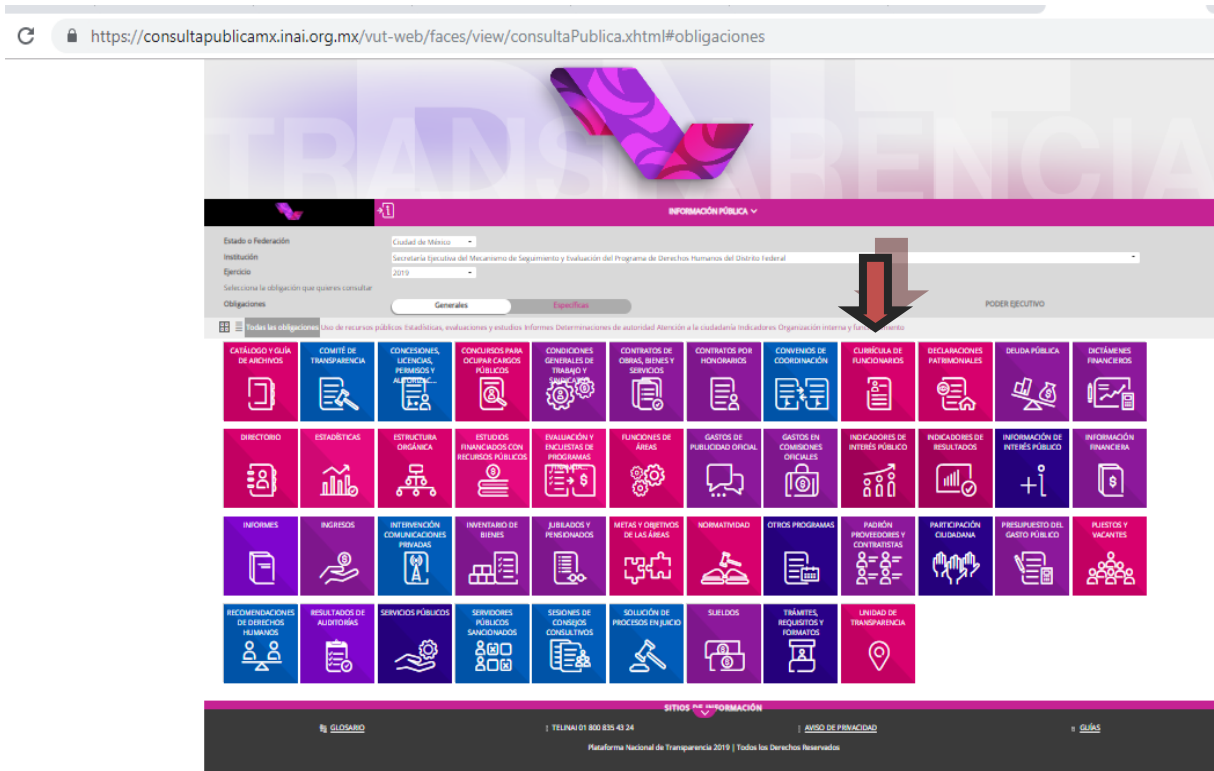 https://consultapublicamx.inai.org.mx/vut-web/faces/view/consultaPublica.xhtml#obligaciones
TRANSPARENCIA
INFORMACIÓN PÚBLICA
Estado o Federación
Ciudad de México
Institución
Secretaría Ejecutiva del Mecanismo de Seguimiento y Evaluación del Programa de Derechos Humanos del Distrito Federal
Ejercicio
2019
Selecciona la obligación que quieres consultar
Obligaciones
Generales
Específicas
PODER EJECUTIVO
Todas las obligaciones Uso de recursos públicos Estadísticas, evaluaciones y estudios Informes Determinaciones de autoridad Atención a la ciudadanía Indicadores Organización interna y funcionamiento
CATÁLOGO Y GUÍA
DE ARCHIVOS
COMITÉ DE
TRANSPARENCIA
CONCESIONES,
LICENCIAS,
PERMISOS Y
AUTORIZAC...
CONCURSOS PARA
OCUPAR CARGOS
PÚBLICOS
CONDICIONES
GENERALES DE
TRABAJO Y
SINDICATOS
CONTRATOS DE
OBRAS, BIENES Y
SERVICIOS
CONTRATOS POR
HONORARIOS
CONVENIOS DE
COORDINACIÓN
CURRÍCULA DE
FUNCIONARIOS
DECLARACIONES
PATRIMONIALES
DEUDA PÚBLICA
DICTÁMENES
FINANCIEROS
DIRECTORIO
ESTADÍSTICAS
ESTRUCTURA
ORGÁNICA
ESTUDIOS
FINANCIADOS CON
RECURSOS PÚBLICOS
EVALUACIÓN Y
ENCUESTAS DE
PROGRAMAS
FUNCIONES DE
ÁREAS
GASTOS DE
PUBLICIDAD OFICIAL
GASTOS EN
COMISIONES
OFICIALES
INDICADORES DE
INTERÉS PÚBLICO
INDICADORES DE
RESULTADOS
INFORMACIÓN DE
INTERÉS PÚBLICO
INFORMACIÓN
FINANCIERA
INFORMES
INGRESOS
INTERVENCIÓN
COMUNICACIONES
PRIVADAS
INVENTARIO DE
BIENES
JUBILADOS Y
PENSIONADOS
METAS Y OBJETIVOS
DE LAS ÁREAS
NORMATIVIDAD
OTROS PROGRAMAS
PADRÓN
PROVEEDORES Y
CONTRATISTAS
PARTICIPACIÓN
CIUDADANA
PRESUPUESTO DEL
GASTO PÚBLICO
PUESTOS Y
VACANTES
RECOMENDACIONES
DE DERECHOS
HUMANOS
RESULTADOS DE
AUDITORÍAS
SERVICIOS PÚBLICOS
SERVIDORES
PÚBLICOS
SANCIONADOS
SESIONES DE
CONSEJOS
CONSULTIVOS
SOLUCIÓN DE
PROCESOS EN JUICIO
SUELDOS
TRÁMITES,
REQUISITOS Y
FORMATOS
UNIDAD DE
TRANSPARENCIA
SITIOS DE INFORMACIÓN
GLOSARIO
TELINAI 01 800 835 43 24
AVISO DE PRIVACIDAD
GUÍAS
Plataforma Nacional de Transparencia 2019 | Todos los Derechos Reservados